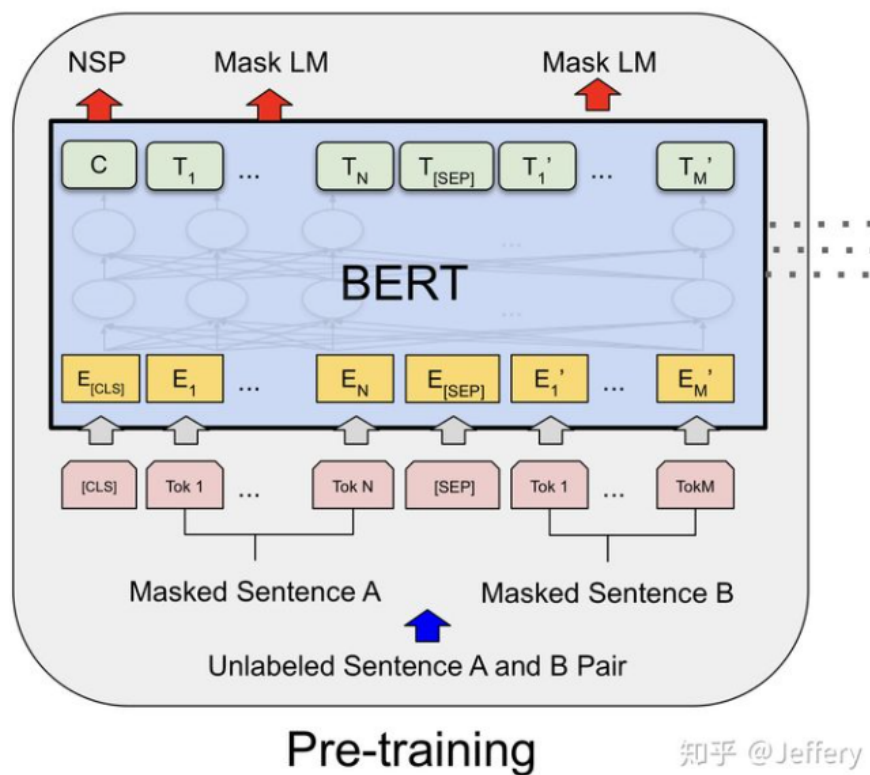 NSP Mask LM Mask LM
C T1 ... TN T[SEP] T1' ... TM'
...
BERT
...
E[CLS] E1 ... EN E[SEP] E1' ... EM'
[CLS] Tok 1 ... Tok N [SEP] Tok 1 ... TokM
Masked Sentence A Masked Sentence B
Unlabeled Sentence A and B Pair
Pre-training
知乎 @Jeffery